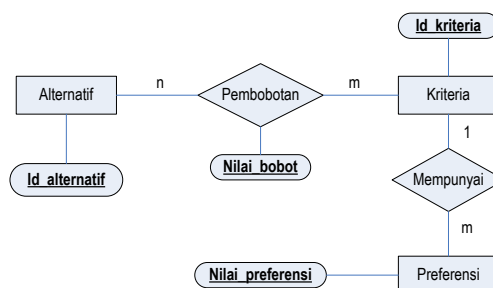 Id_kriteria
Alternatif
n
Pembobotan
m
Kriteria
1
Id_alternatif
Nilai_bobot
Mempunyai
m
Nilai_preferensi
Preferensi